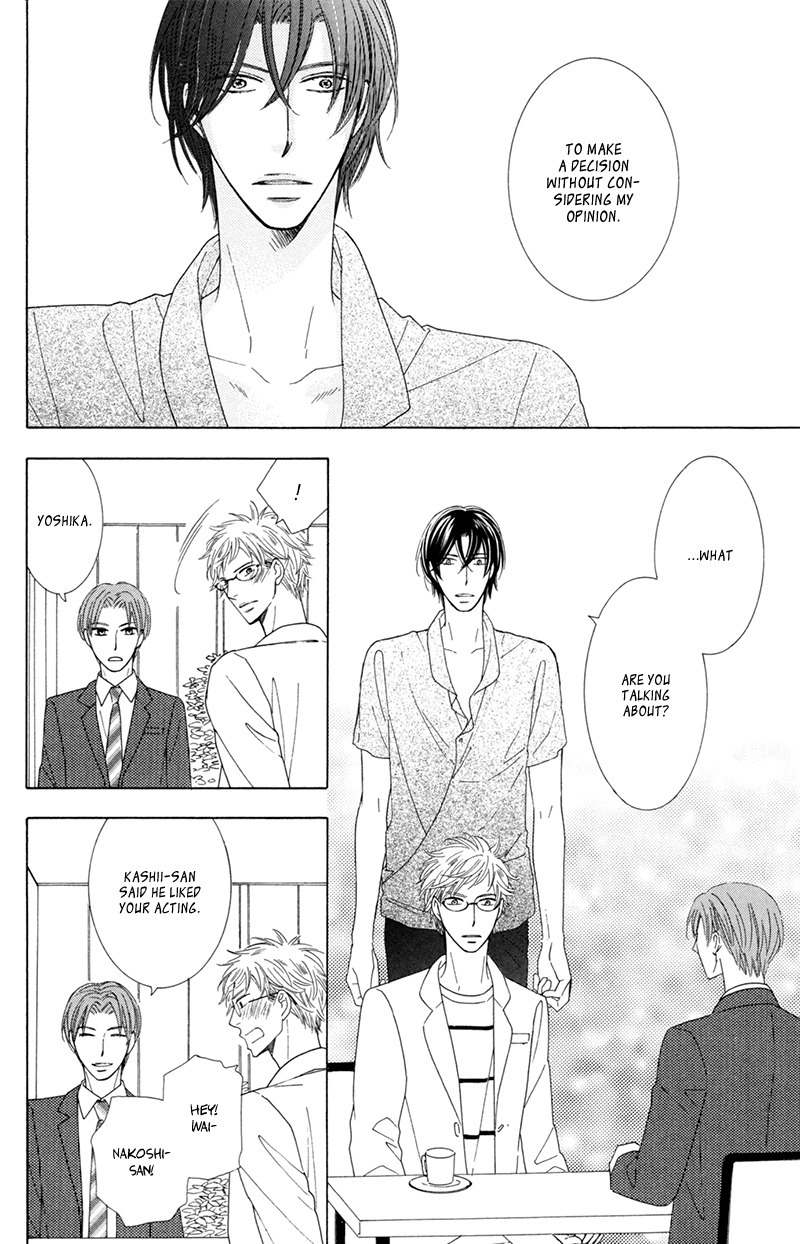 TO MAKE
A DECISION
WITHOUT CON-
SIDERING MY
OPINION.
...WHAT
ARE YOU
TALKING
ABOUT?
!
YOSHIKA.
KASHII-SAN
SAID HE LIKED
YOUR ACTING.
HEY!
WAI-
NAKOSHI-
SAN!